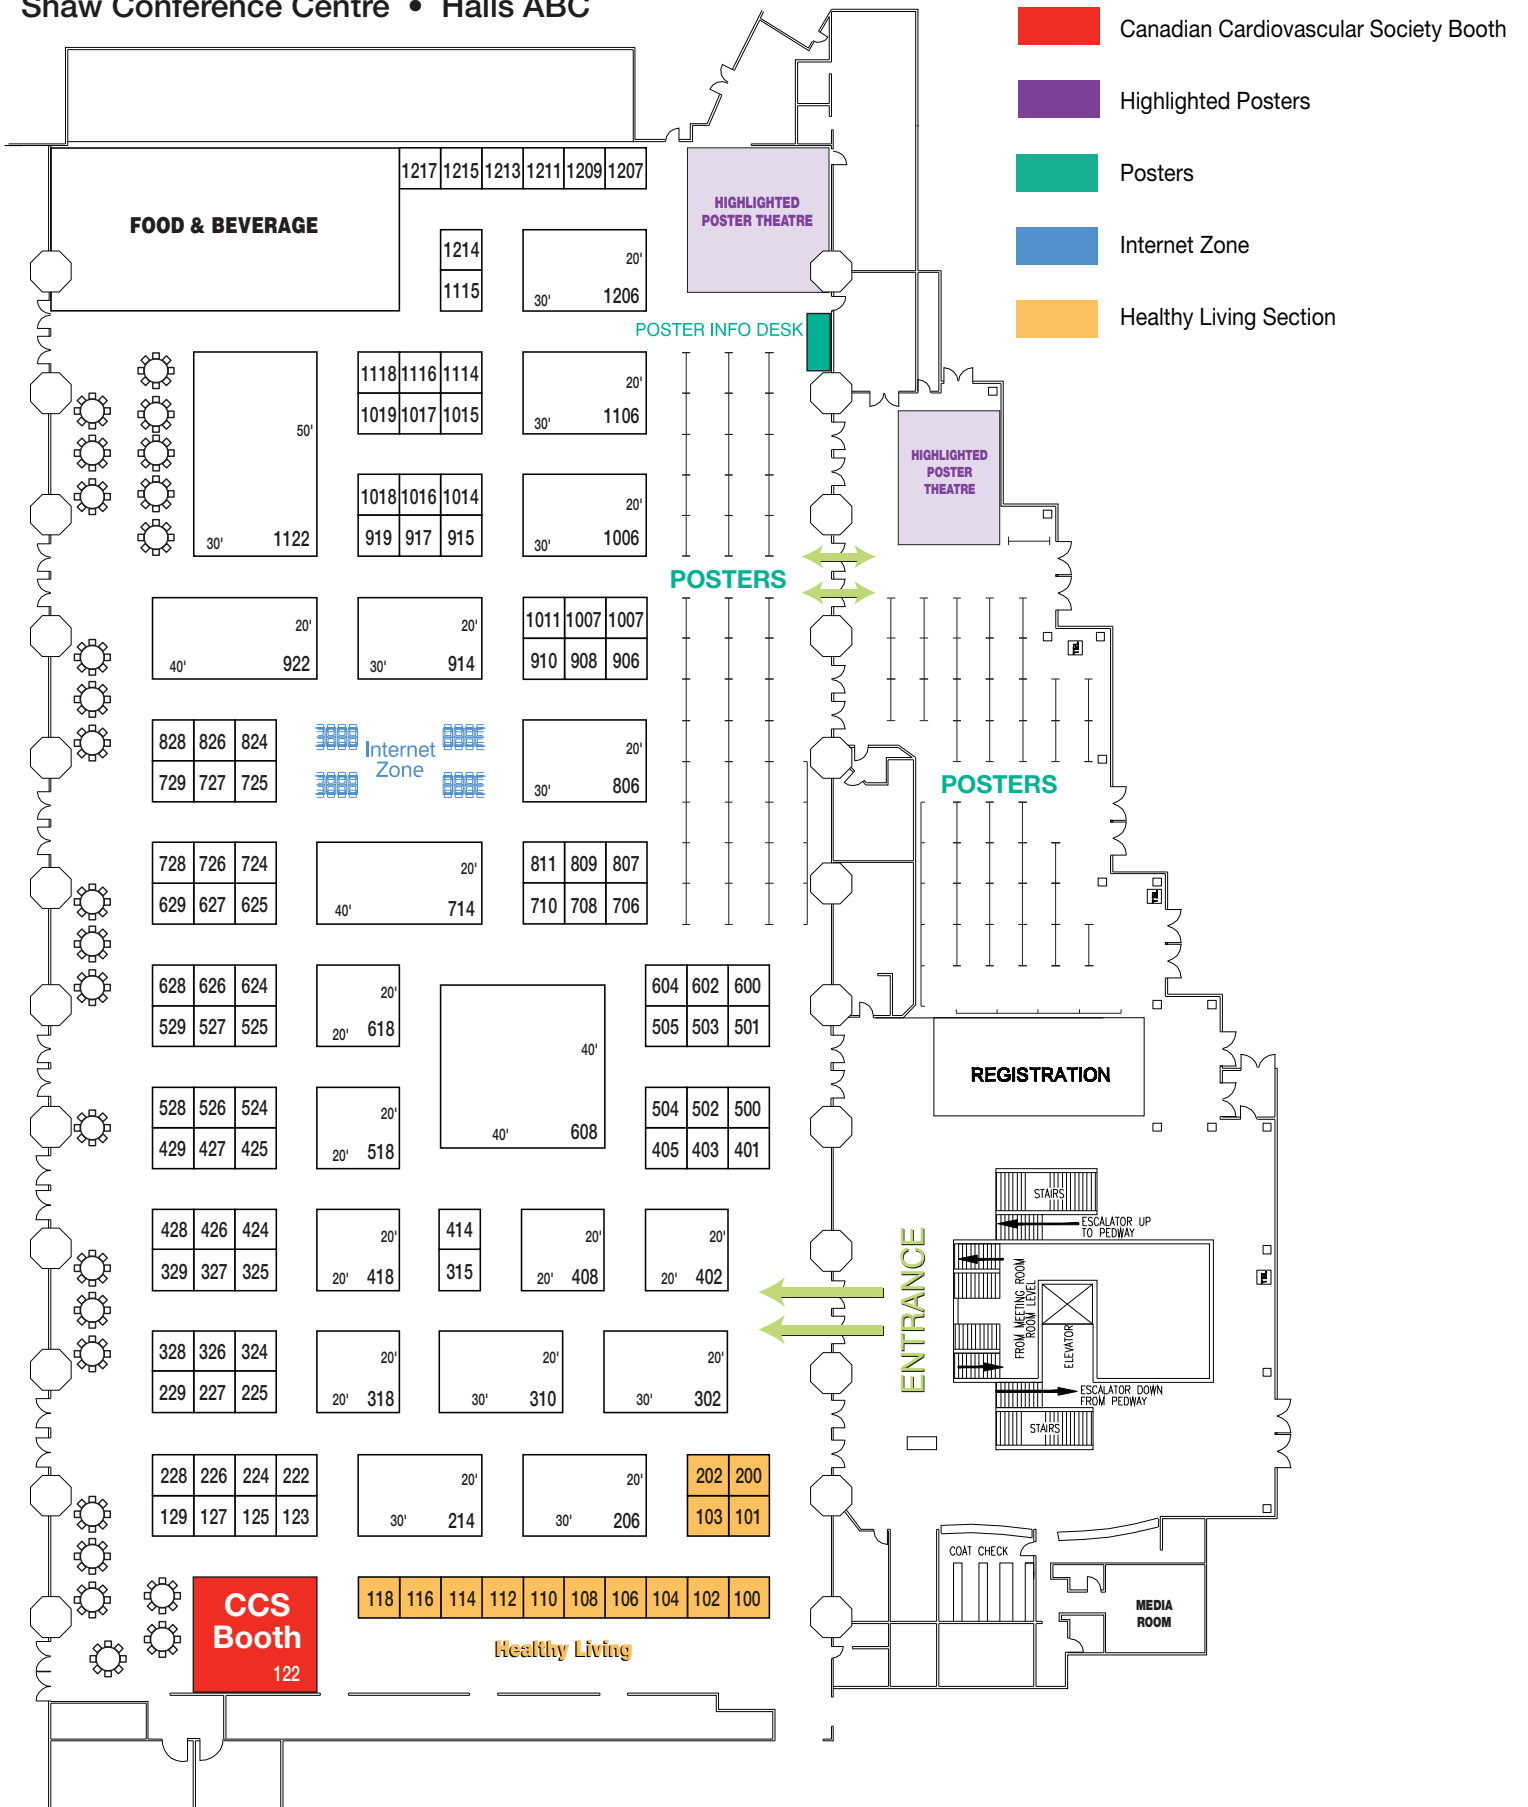 Shaw Conference Centre • Halls ABC
Canadian Cardiovascular Society Booth
Highlighted Posters
Posters
Internet Zone
Healthy Living Section
1217 1215 1213 1211 1209 1207
FOOD & BEVERAGE
HIGHLIGHTED
POSTER THEATRE
1214
1115
20'
30' 1206
POSTER INFO DESK
50'
30' 1122
1118 1116 1114
1019 1017 1015
20'
30' 1106
HIGHLIGHTED
POSTER
THEATRE
1018 1016 1014
919 917 915
20'
30' 1006
POSTERS
20'
40' 922
20'
30' 914
1011 1007 1007
910 908 906
TEL
828 826 824
729 727 725
Internet
Zone
20'
30' 806
POSTERS
728 726 724
629 627 625
20'
40' 714
811 809 807
710 708 706
TEL
628 626 624
529 527 525
20'
20' 618
40'
40' 608
604 602 600
505 503 501
REGISTRATION
528 526 524
429 427 425
20'
20' 518
504 502 500
405 403 401
STAIRS
ESCALATOR UP
TO PEDWAY
428 426 424
329 327 325
20'
20' 418
414
315
20'
20' 408
20'
20' 402
ENTRANCE
FROM MEETING ROOM
ROOM LEVEL
ELEVATOR
TEL
328 326 324
229 227 225
20'
20' 318
20'
30' 310
20'
30' 302
ESCALATOR DOWN
FROM PEDWAY
STAIRS
228 226 224 222
129 127 125 123
20'
30' 214
20'
30' 206
202 200
103 101
COAT CHECK
118 116 114 112 110 108 106 104 102 100
CCS
Booth
122
Healthy Living
MEDIA
ROOM